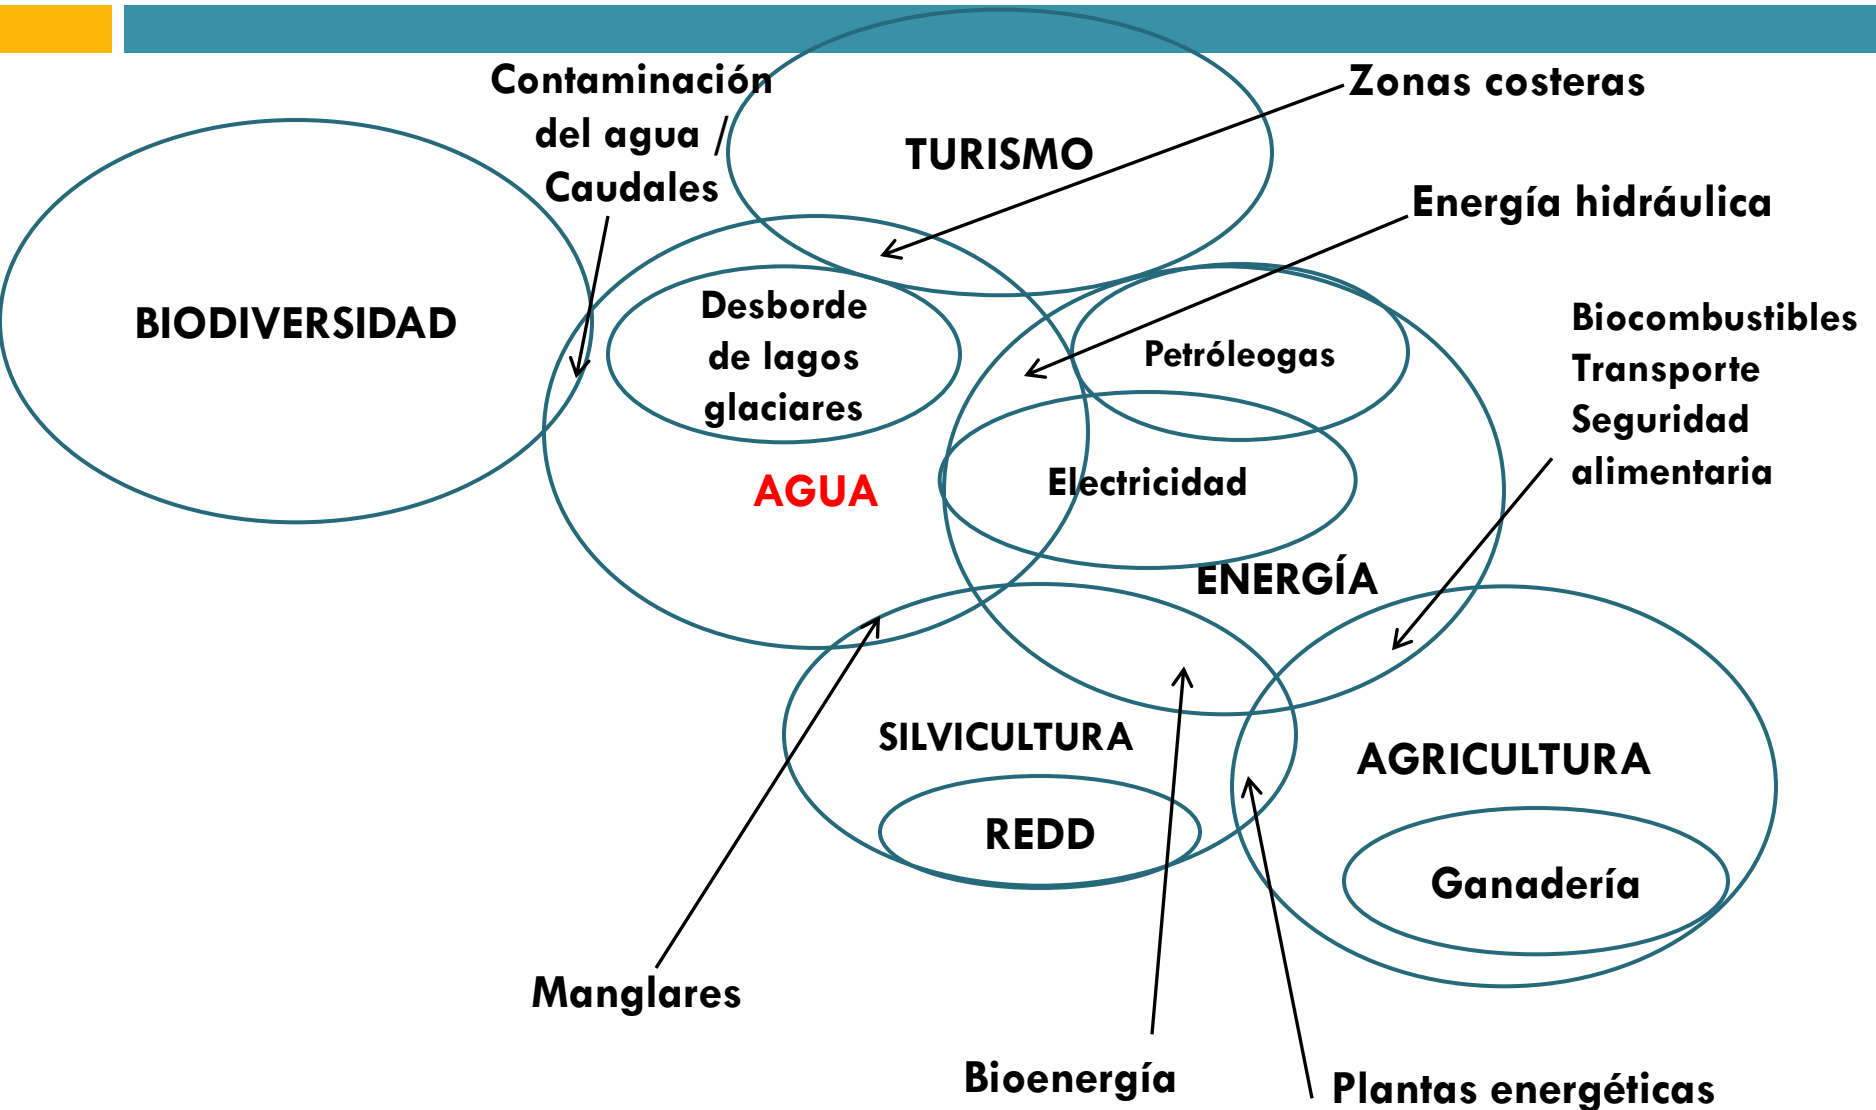 Contaminación
del agua /
Caudales
Zonas costeras
TURISMO
Energía hidráulica
BIODIVERSIDAD
Desborde
de lagos
glaciares
Petróleogas
Biocombustibles
Transporte
Seguridad
alimentaria
AGUA
Electricidad
ENERGÍA
SILVICULTURA
AGRICULTURA
REDD
Ganadería
Manglares
Bioenergía
Plantas energéticas